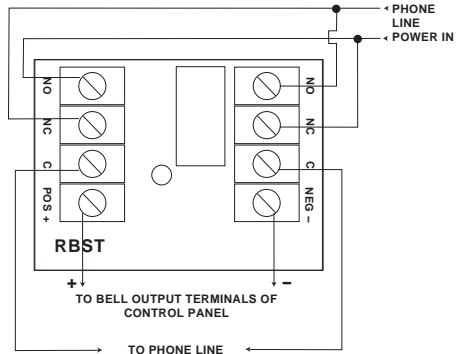 PHONE
LINE
POWER IN
NO
NC
C
POS +
NO
NC
C
NEG –
RBST
+ –
TO BELL OUTPUT TERMINALS OF
CONTROL PANEL
TO PHONE LINE